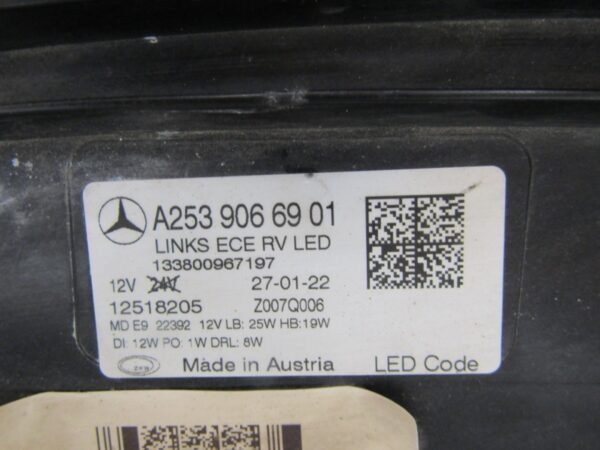 A253 906 69 01
LINKS ECE RV LED
133800967197
12V 24V 27-01-22
12518205 Z007Q006
MD E9 22392 12V LB: 25W HB: 19W
DI: 12W PO: 1W DRL: 8W
Made in Austria LED Code